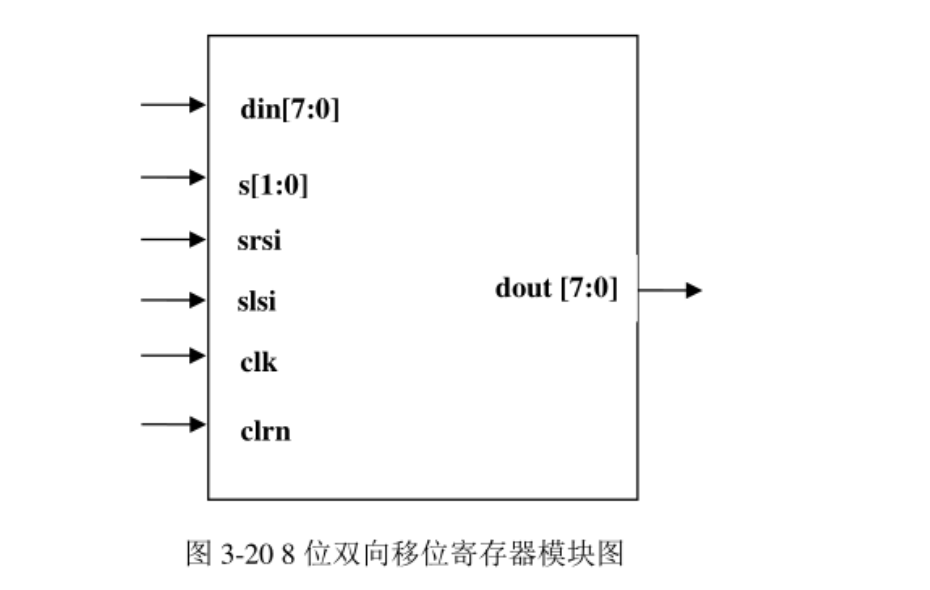 din[7:0]
s[1:0]
srsi
slsi
dout [7:0]
clk
clrn
图 3-20 8 位双向移位寄存器模块图